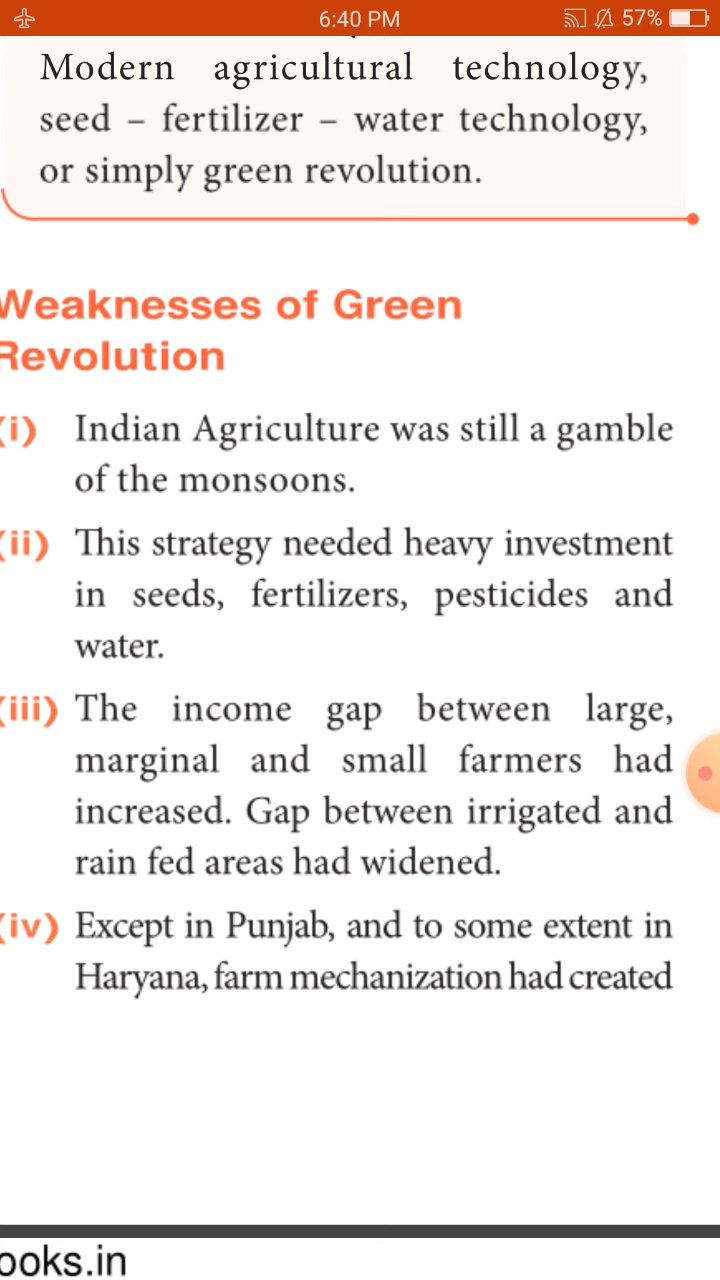 6:40 PM
57%
Modern agricultural technology,
seed – fertilizer – water technology,
or simply green revolution.
Weaknesses of Green
Revolution
(i) Indian Agriculture was still a gamble
of the monsoons.
(ii) This strategy needed heavy investment
in seeds, fertilizers, pesticides and
water.
(iii) The income gap between large,
marginal and small farmers had
increased. Gap between irrigated and
rain fed areas had widened.
(iv) Except in Punjab, and to some extent in
Haryana, farm mechanization had created
ooks.in